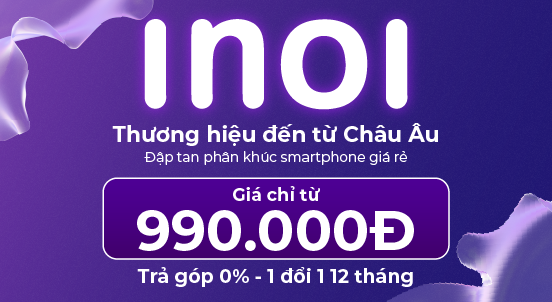 ınoı
Thương hiệu đến từ Châu Âu
Đập tan phân khúc smartphone giá rẻ
Giá chỉ từ
990.000Đ
Trả góp 0% - 1 đổi 1 12 tháng